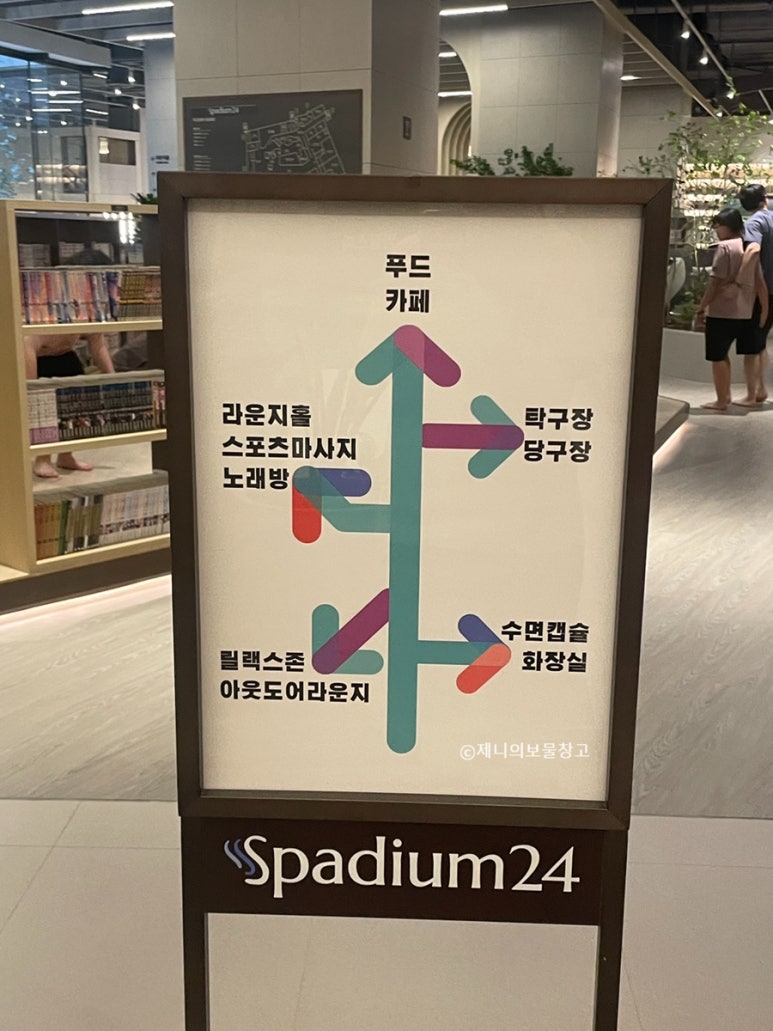 푸드
카페
라운지홀
스포츠마사지
노래방
탁구장
당구장
릴랙스존
아웃도어라운지
수면캡슐
화장실
©제니의보물창고
Spadium24